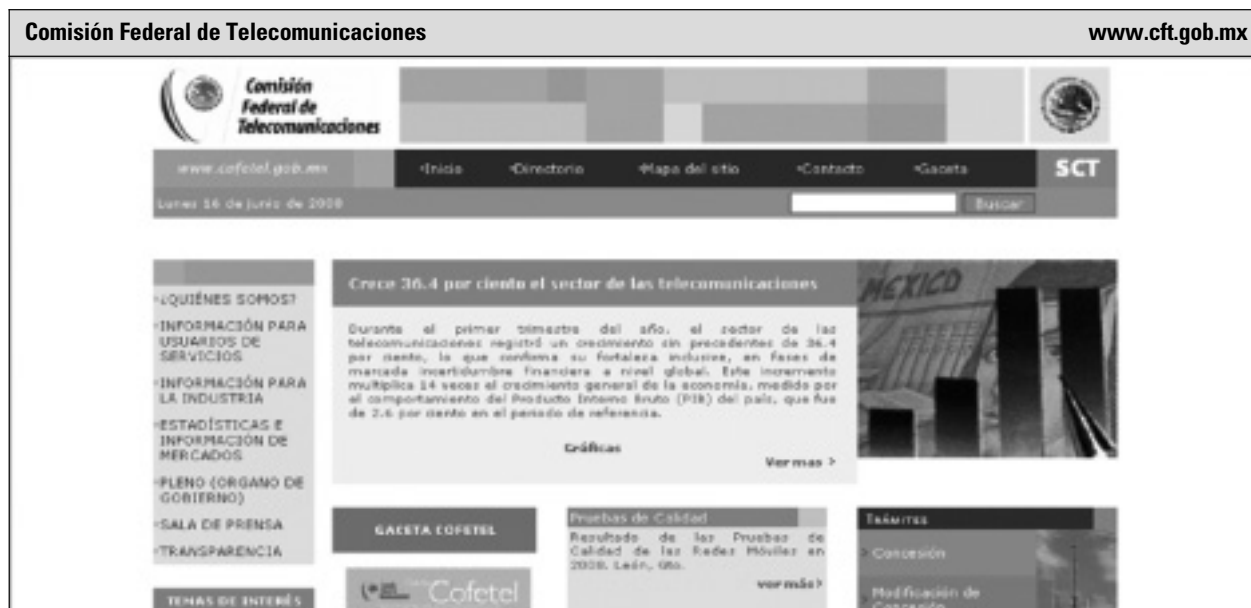 Comisión Federal de Telecomunicaciones www.cft.gob.mx
Comisión
Federal de
Telecomunicaciones
www.cofetel.gob.mx
Inicio Directorio Mapa del sitio Contacto Gaceta SCT
Lunes 16 de junio de 2008
Buscar
¿QUIÉNES SOMOS?
INFORMACIÓN PARA
USUARIOS DE
SERVICIOS
INFORMACIÓN PARA
LA INDUSTRIA
ESTADÍSTICAS E
INFORMACIÓN DE
MERCADOS
PLENO (ORGANO DE
GOBIERNO)
SALA DE PRENSA
TRANSPARENCIA
TEMAS DE INTERÉS
Crece 36.4 por ciento el sector de las telecomunicaciones
Durante el primer trimestre del año, el sector de las
telecomunicaciones registró un crecimiento sin precedentes de 36.4
por ciento, lo que confirma su fortaleza inclusive, en fases de
marcada incertidumbre financiera a nivel global. Este incremento
multiplica 14 veces el crecimiento general de la economía, medido por
el comportamiento del Producto Interno Bruto (PIB) del país, que fue
de 2.6 por ciento en el periodo de referencia.
Gráficas
Ver mas >
MEXICO
GACETA COFETEL
Cofetel
Pruebas de Calidad
Resultado de las Pruebas de
Calidad de las Redes Móviles en
2008. León, Gto.
ver más>
TRÁMITES
Concesión
Modificación de
Concesión